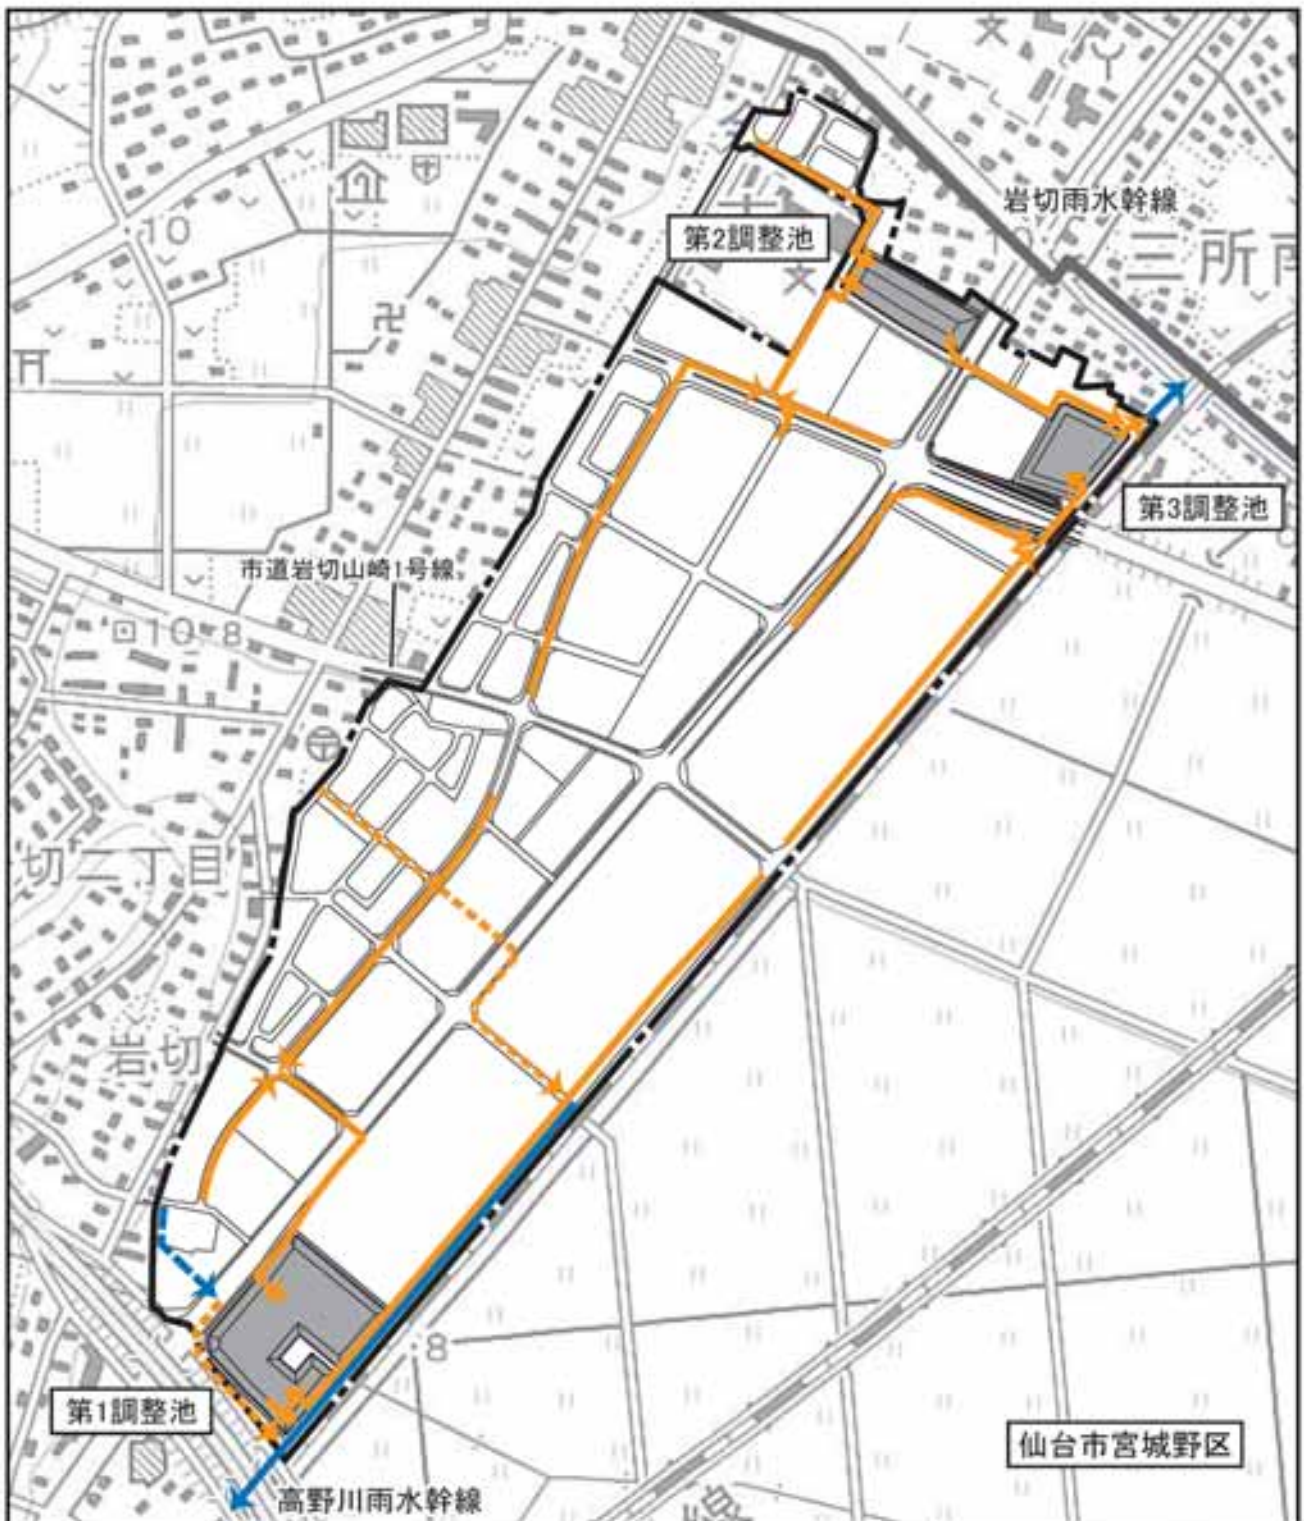 岩切雨水幹線
第2調整池
10
三所南
第3調整池
市道岩切山崎1号線
10.8
切二丁目
岩切
8
第1調整池
仙台市宮城野区
高野川雨水幹線